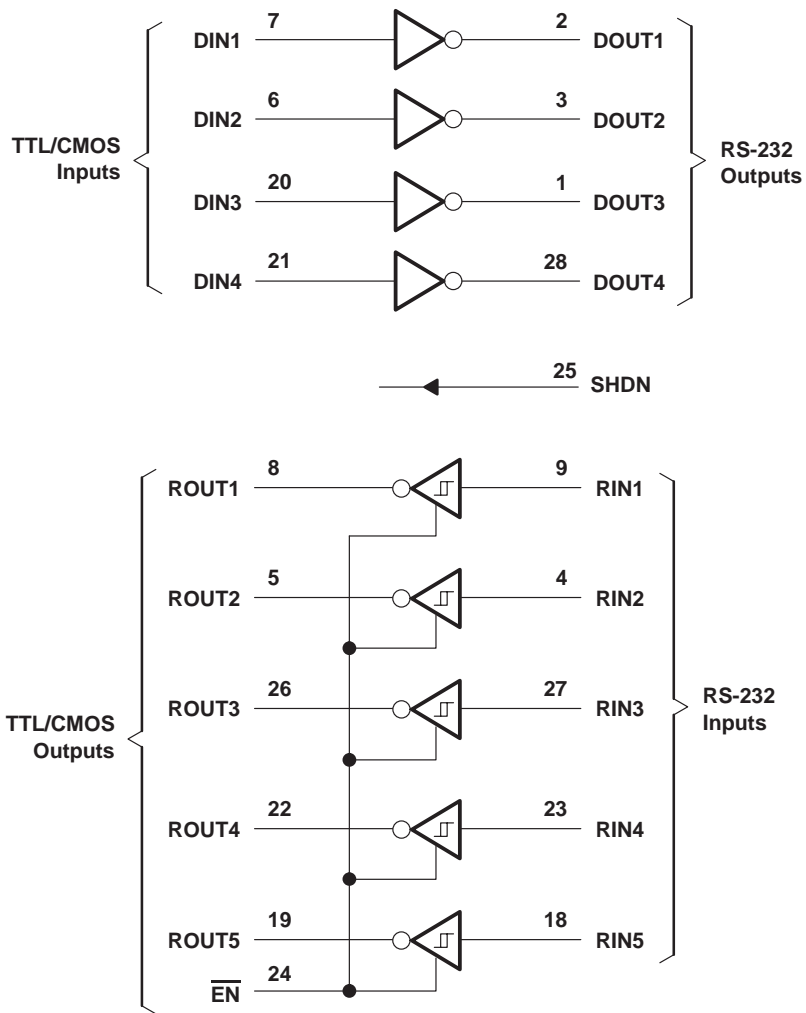 7 2
DIN1 DOUT1
6 3
DIN2 DOUT2
TTL/CMOS
Inputs
RS-232
Outputs
20 1
DIN3 DOUT3
21 28
DIN4 DOUT4
25
SHDN
8 9
ROUT1 RIN1
5 4
ROUT2 RIN2
26 27
ROUT3 RIN3
TTL/CMOS
Outputs
RS-232
Inputs
22 23
ROUT4 RIN4
19 18
ROUT5 RIN5
24
E̅N̅